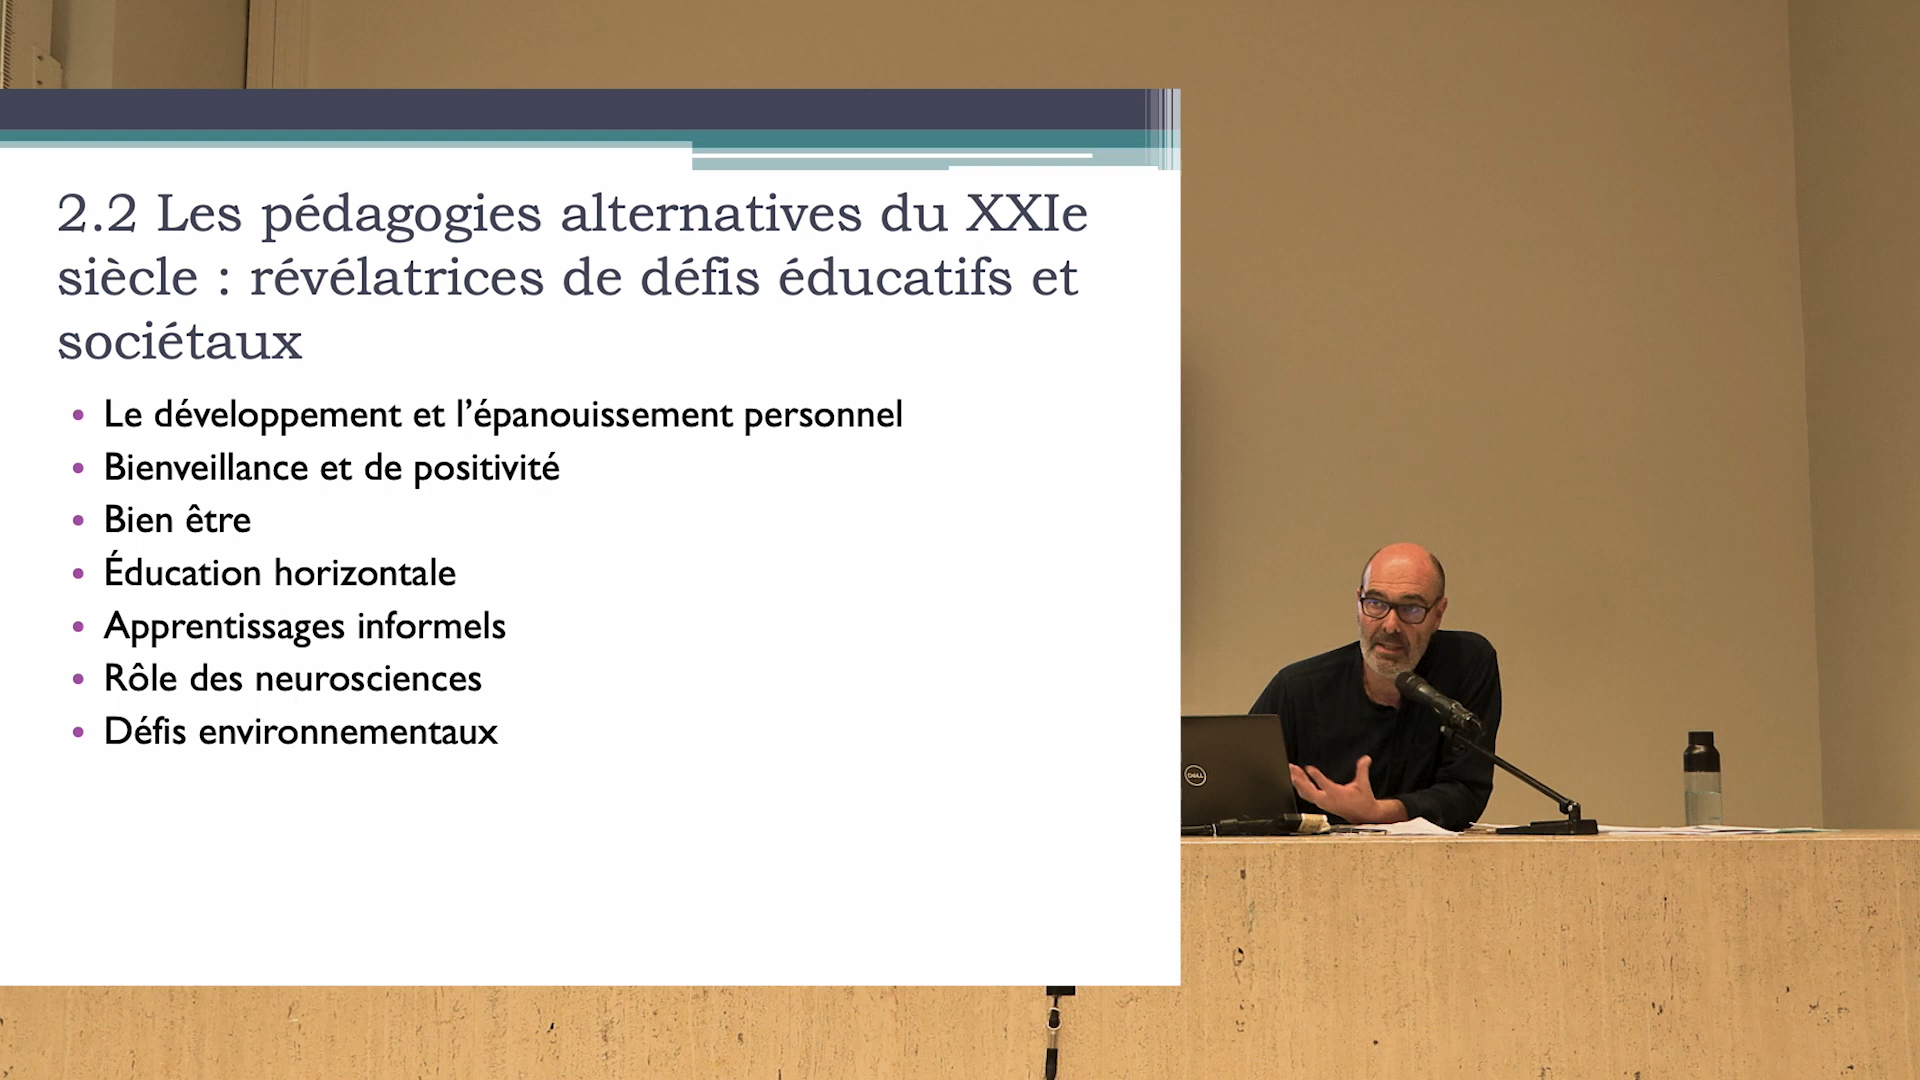 2.2 Les pédagogies alternatives du XXIe
siècle : révélatrices de défis éducatifs et
sociétaux
• Le développement et l’épanouissement personnel
• Bienveillance et de positivité
• Bien être
• Éducation horizontale
• Apprentissages informels
• Rôle des neurosciences
• Défis environnementaux
DELL